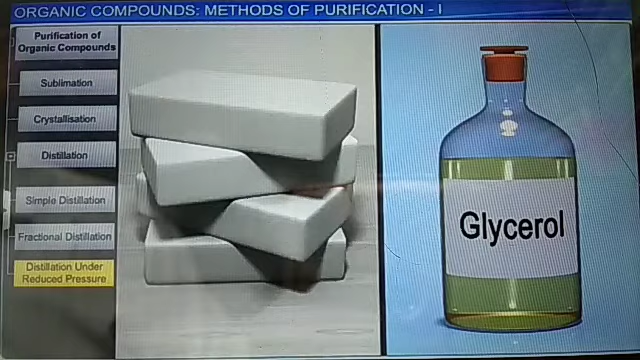 ORGANIC COMPOUNDS: METHODS OF PURIFICATION - I
Purification of
Organic Compounds
Sublimation
Crystallisation
Distillation
Simple Distillation
Fractional Distillation
Distillation Under
Reduced Pressure
Glycerol